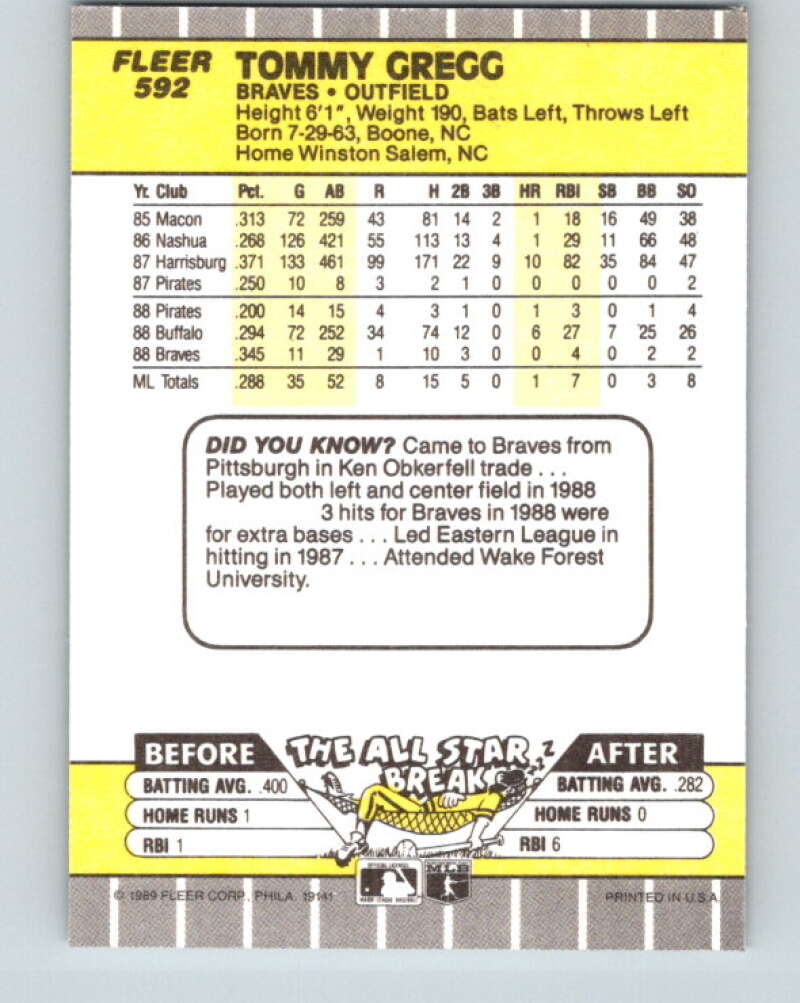 FLEER
592
TOMMY GREGG
BRAVES • OUTFIELD
Height 6'1", Weight 190, Bats Left, Throws Left
Born 7-29-63, Boone, NC
Home Winston Salem, NC
Yr. Club Pct. G AB R H 2B 3B HR RBI SB BB SO
85 Macon .313 72 259 43 81 14 2 1 18 16 49 38
86 Nashua .268 126 421 55 113 13 4 1 29 11 66 48
87 Harrisburg .371 133 461 99 171 22 9 10 82 35 84 47
87 Pirates .250 10 8 3 2 1 0 0 0 0 0 2
88 Pirates .200 14 15 4 3 1 0 1 3 0 1 4
88 Buffalo .294 72 252 34 74 12 0 6 27 7 25 26
88 Braves .345 11 29 1 10 3 0 0 4 0 2 2
ML Totals .288 35 52 8 15 5 0 1 7 0 3 8
DID YOU KNOW? Came to Braves from
Pittsburgh in Ken Obkerfell trade . . .
Played both left and center field in 1988
3 hits for Braves in 1988 were
for extra bases . . . Led Eastern League in
hitting in 1987 . . . Attended Wake Forest
University.
BEFORE THE ALL STAR BREAK AFTER
BATTING AVG. .400
HOME RUNS 1
RBI 1
BATTING AVG. .282
HOME RUNS 0
RBI 6
© 1989 FLEER CORP., PHILA. 19141
MLB
PRINTED IN U.S.A.